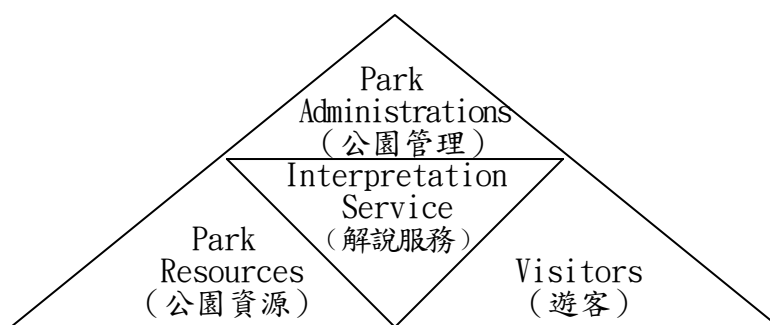 Park
Administrations
（公園管理）
Interpretation
Service
（解說服務）
Park
Resources
（公園資源）
Visitors
（遊客）